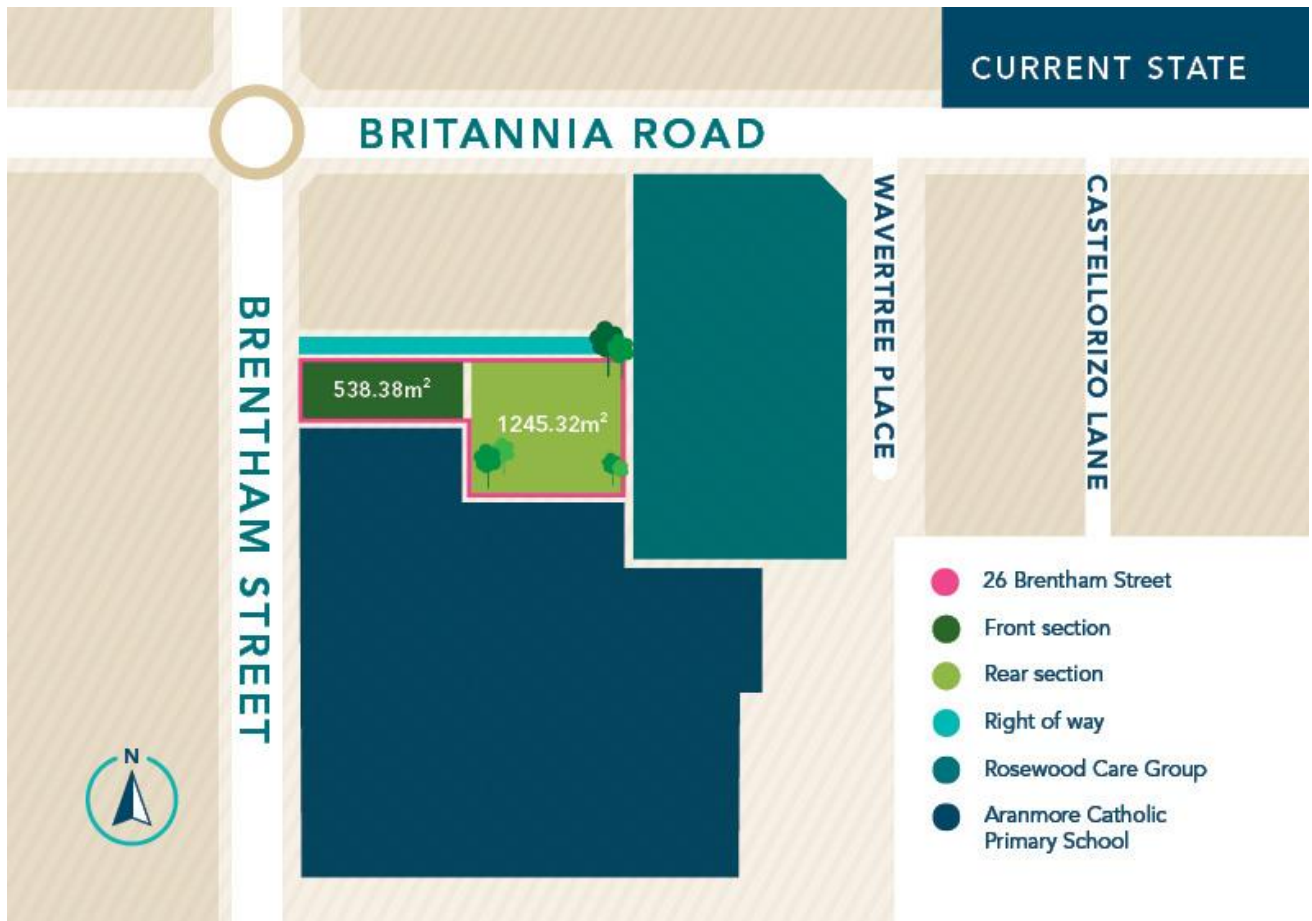 CURRENT STATE
BRITANNIA ROAD
BRENTHAM STREET
WAVERTREE PLACE
CASTELLORIZO LANE
538.38m²
1245.32m²
26 Brentham Street
Front section
Rear section
Right of way
Rosewood Care Group
Aranmore Catholic
Primary School
N